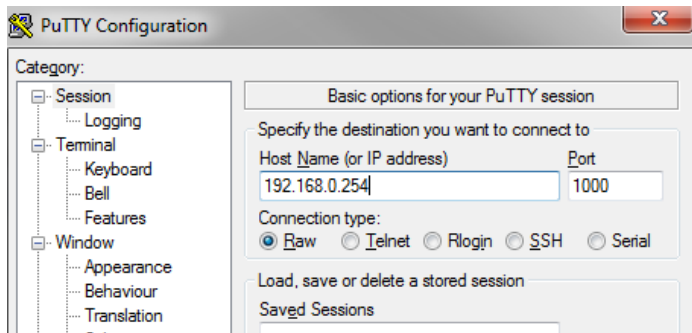 PuTTY Configuration
Category:
Session
Logging
Terminal
Keyboard
Bell
Features
Window
Appearance
Behaviour
Translation
Basic options for your PuTTY session
Specify the destination you want to connect to
Host Name (or IP address) Port
192.168.0.254 1000
Connection type:
Raw Telnet Rlogin SSH Serial
Load, save or delete a stored session
Saved Sessions